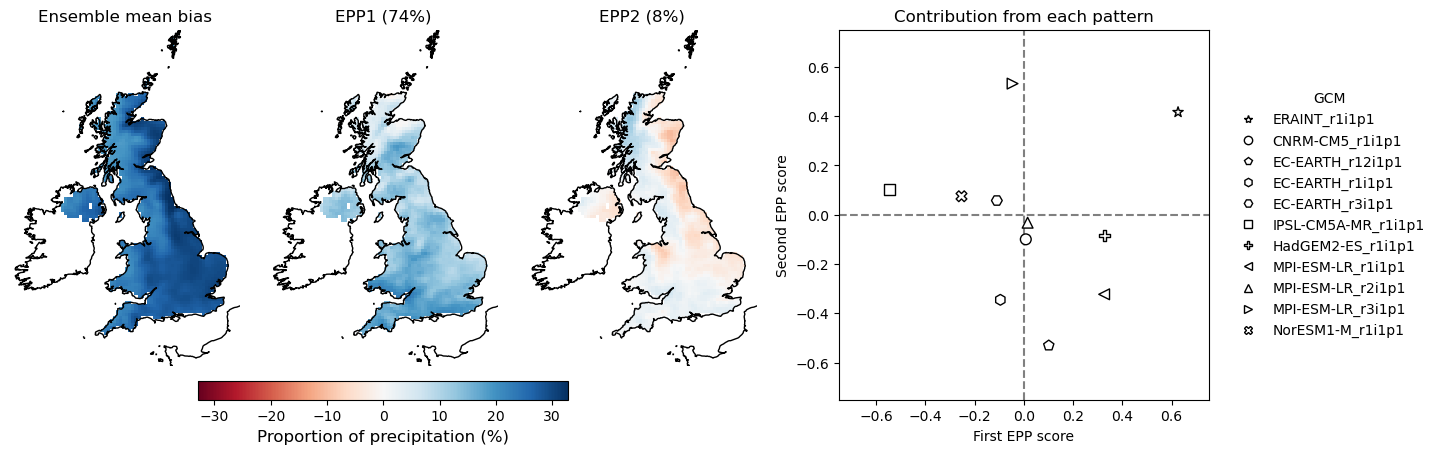 Ensemble mean bias
EPP1 (74%)
EPP2 (8%)
Contribution from each pattern
−30 −20 −10 0 10 20 30
Proportion of precipitation (%)
Second EPP score
0.6
0.4
0.2
0.0
−0.2
−0.4
−0.6
−0.6 −0.4 −0.2 0.0 0.2 0.4 0.6
First EPP score
GCM
ERAINT_r1i1p1
CNRM-CM5_r1i1p1
EC-EARTH_r12i1p1
EC-EARTH_r1i1p1
EC-EARTH_r3i1p1
IPSL-CM5A-MR_r1i1p1
HadGEM2-ES_r1i1p1
MPI-ESM-LR_r1i1p1
MPI-ESM-LR_r2i1p1
MPI-ESM-LR_r3i1p1
NorESM1-M_r1i1p1